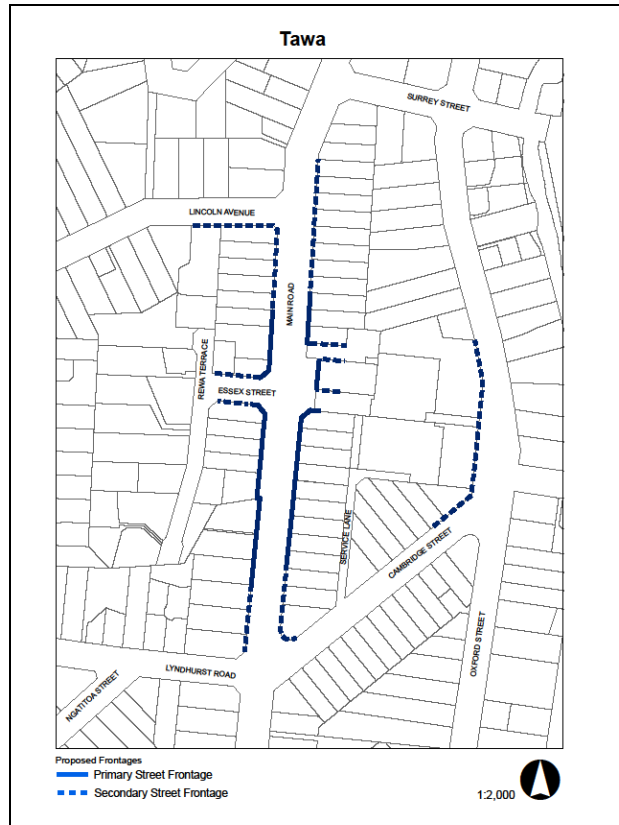 Tawa
SURREY STREET
LINCOLN AVENUE
MAIN ROAD
REWA TERRACE
ESSEX STREET
SERVICE LANE
CAMBRIDGE STREET
OXFORD STREET
LYNDHURST ROAD
NGATITOA STREET
Proposed Frontages
Primary Street Frontage
Secondary Street Frontage
1:2,000